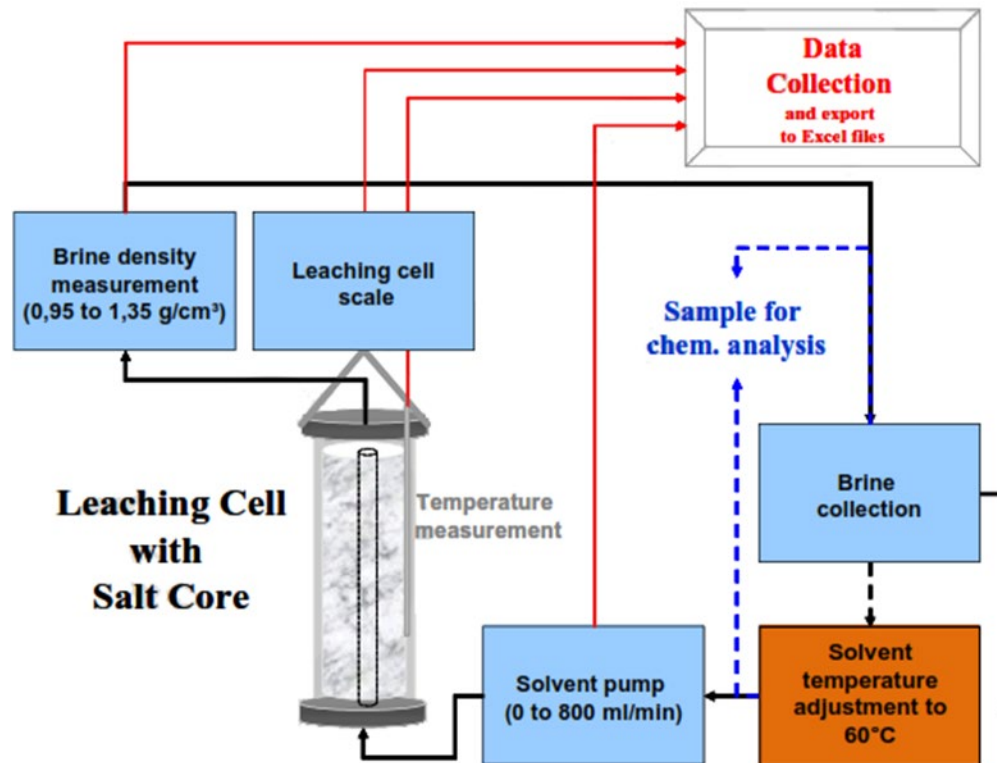 Data
Collection
and export
to Excel files
Brine density
measurement
(0,95 to 1,35 g/cm³)
Leaching cell
scale
Sample for
chem. analysis
Brine
collection
Leaching Cell
with
Salt Core
Temperature
measurement
Solvent pump
(0 to 800 ml/min)
Solvent
temperature
adjustment to
60°C